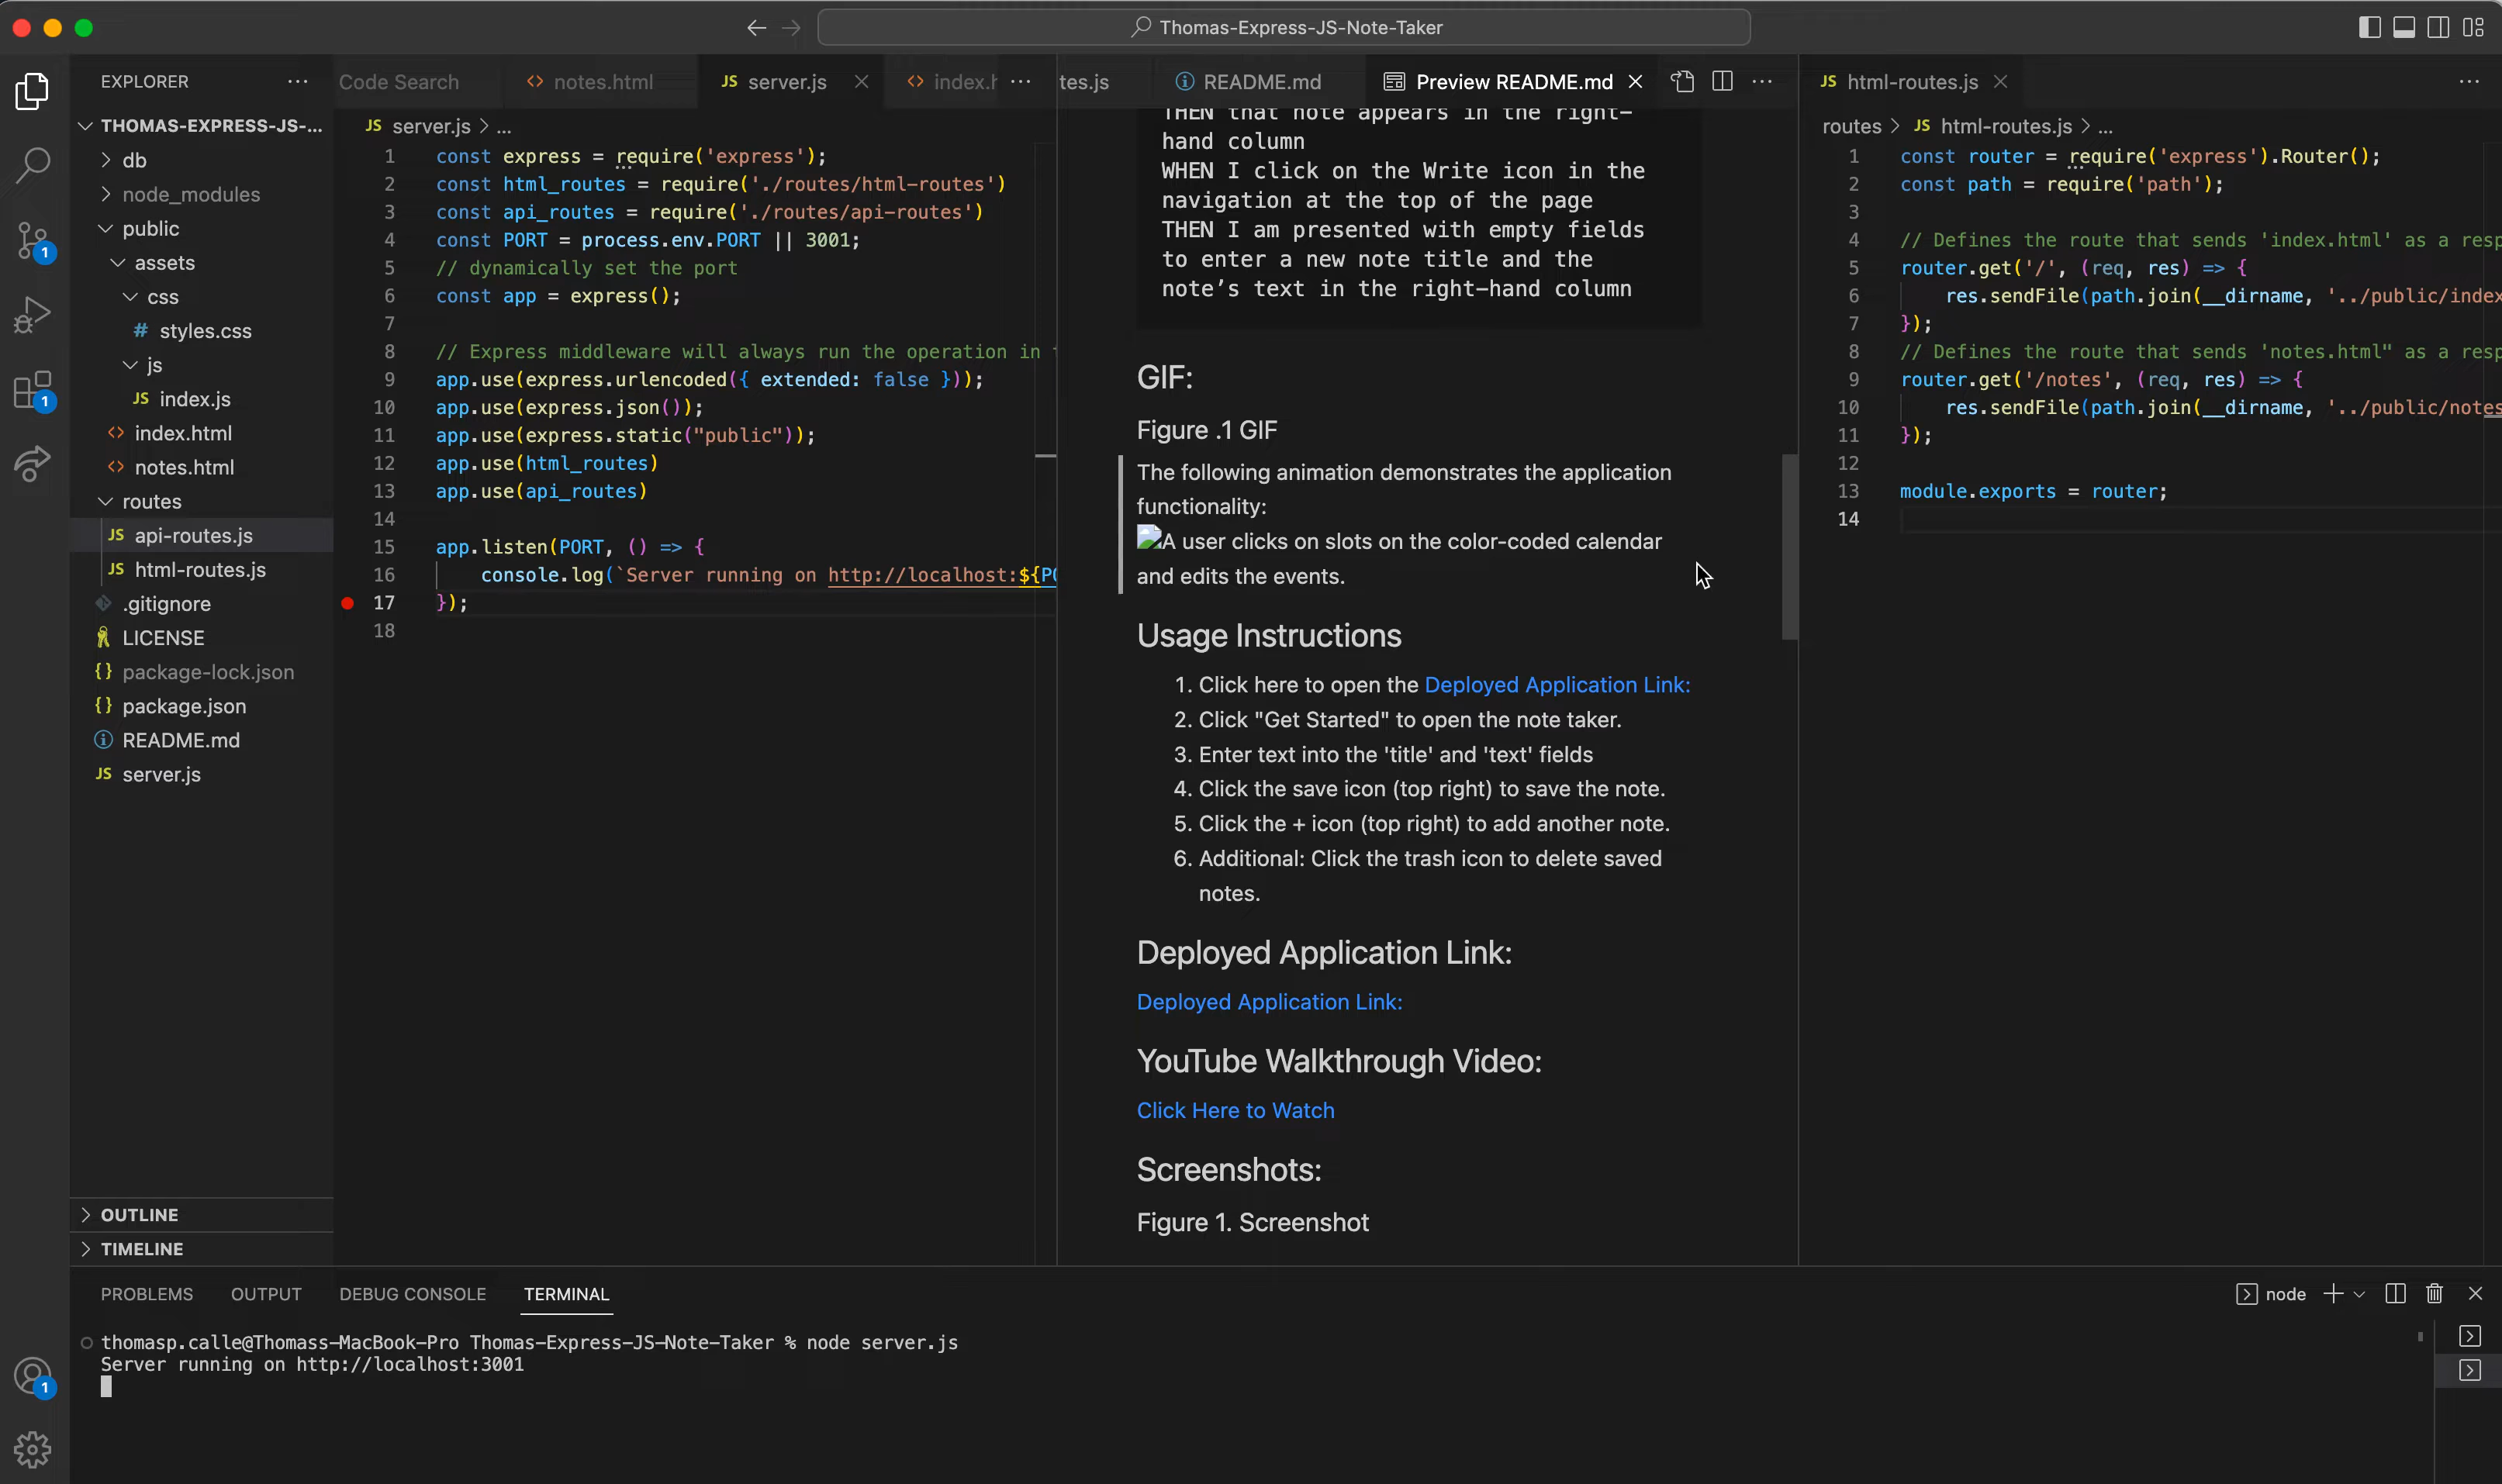 Thomas-Express-JS-Note-Taker
EXPLORER
THOMAS-EXPRESS-JS-...
db
node_modules
public
assets
css
# styles.css
js
JS index.js
<> index.html
<> notes.html
routes
JS api-routes.js
JS html-routes.js
.gitignore
LICENSE
{} package-lock.json
{} package.json
README.md
JS server.js
OUTLINE
TIMELINE
1
1
1
Code Search
<> notes.html
JS server.js
<> index.h
JS server.js > ...
1 const express = require('express');
2 const html_routes = require('./routes/html-routes')
3 const api_routes = require('./routes/api-routes')
4 const PORT = process.env.PORT || 3001;
5 // dynamically set the port
6 const app = express();
7
8 // Express middleware will always run the operation in
9 app.use(express.urlencoded({ extended: false }));
10 app.use(express.json());
11 app.use(express.static("public"));
12 app.use(html_routes)
13 app.use(api_routes)
14
15 app.listen(PORT, () => {
16 console.log(`Server running on http://localhost:${PO
17 });
18
tes.js
README.md
Preview README.md
THEN that note appears in the right-
hand column
WHEN I click on the Write icon in the
navigation at the top of the page
THEN I am presented with empty fields
to enter a new note title and the
note’s text in the right-hand column
GIF:
Figure .1 GIF
The following animation demonstrates the application
functionality:
A user clicks on slots on the color-coded calendar
and edits the events.
Usage Instructions
1. Click here to open the Deployed Application Link:
2. Click "Get Started" to open the note taker.
3. Enter text into the 'title' and 'text' fields
4. Click the save icon (top right) to save the note.
5. Click the + icon (top right) to add another note.
6. Additional: Click the trash icon to delete saved
notes.
Deployed Application Link:
Deployed Application Link:
YouTube Walkthrough Video:
Click Here to Watch
Screenshots:
Figure 1. Screenshot
JS html-routes.js
routes > JS html-routes.js > ...
1 const router = require('express').Router();
2 const path = require('path');
3
4 // Defines the route that sends 'index.html' as a resp
5 router.get('/', (req, res) => {
6 res.sendFile(path.join(__dirname, '../public/index
7 });
8 // Defines the route that sends 'notes.html" as a resp
9 router.get('/notes', (req, res) => {
10 res.sendFile(path.join(__dirname, '../public/notes
11 });
12
13 module.exports = router;
14
PROBLEMS OUTPUT DEBUG CONSOLE TERMINAL
node
thomasp.calle@Thomass-MacBook-Pro Thomas-Express-JS-Note-Taker % node server.js
Server running on http://localhost:3001